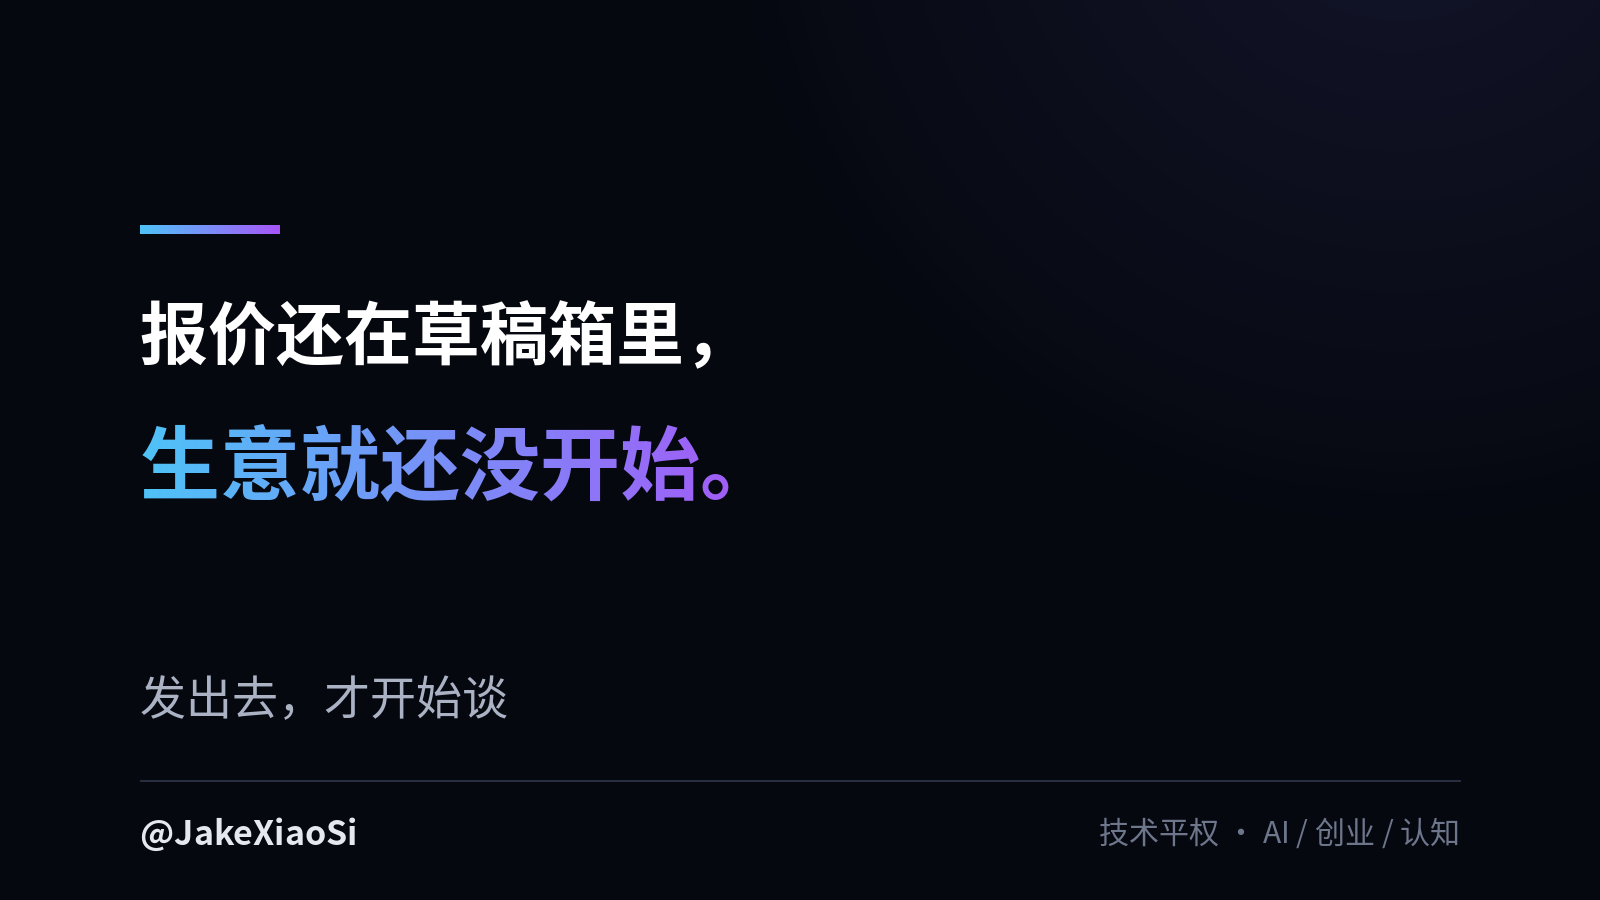 报价还在草稿箱里，
生意就还没开始。
发出去，才开始谈
@JakeXiaoSi
技术平权 · AI / 创业 / 认知